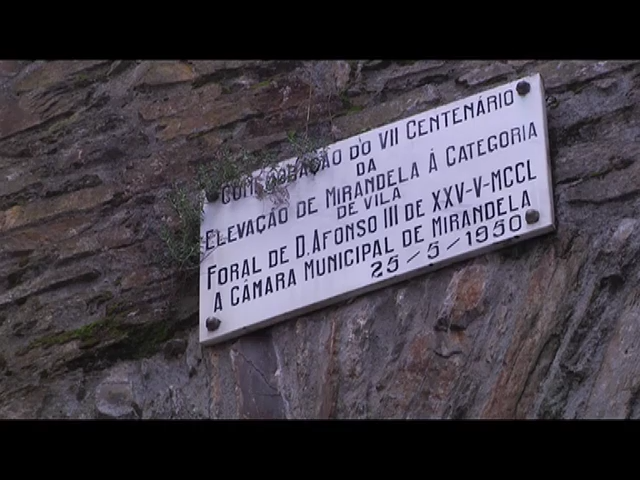 COMEMORAÇÃO DO VII CENTENÁRIO
DA
ELEVAÇÃO DE MIRANDELA À CATEGORIA
DE VILA
FORAL DE D. AFONSO III DE XXV-V-MCCL
A CÂMARA MUNICIPAL DE MIRANDELA
25-5-1950